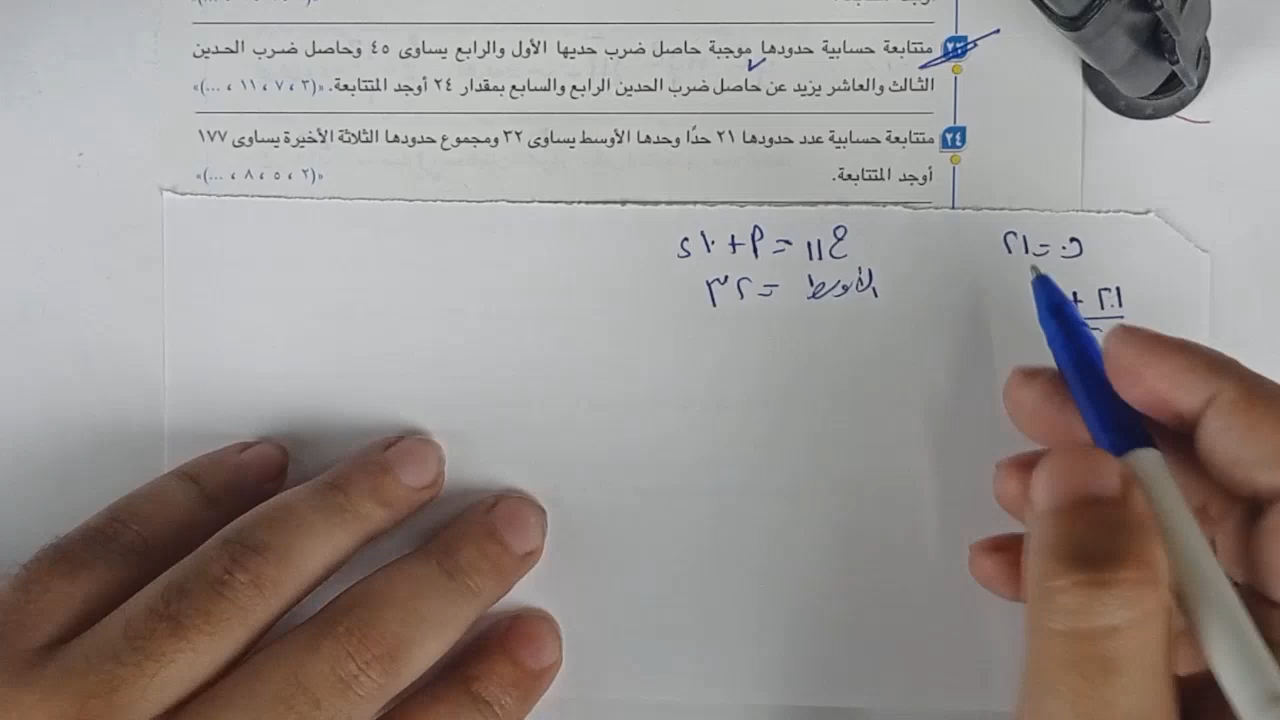 ٢٣ متتابعة حسابية حدودها موجبة حاصل ضرب حديها الأول والرابع يساوى ٤٥ وحاصل ضرب الحدين
الثالث والعاشر يزيد عن حاصل ضرب الحدين الرابع والسابع بمقدار ٢٤ أوجد المتتابعة. «(٣ ، ٧ ، ١١ ، ...)»
٢٤ متتابعة حسابية عدد حدودها ٢١ حدًا وحدها الأوسط يساوى ٣٢ ومجموع حدودها الثلاثة الأخيرة يساوى ١٧٧
أوجد المتتابعة. «(٢ ، ٥ ، ٨ ، ...)»
ن = ٢١
ح١١ = م + ١٠ء
الأوسط = ٣٢